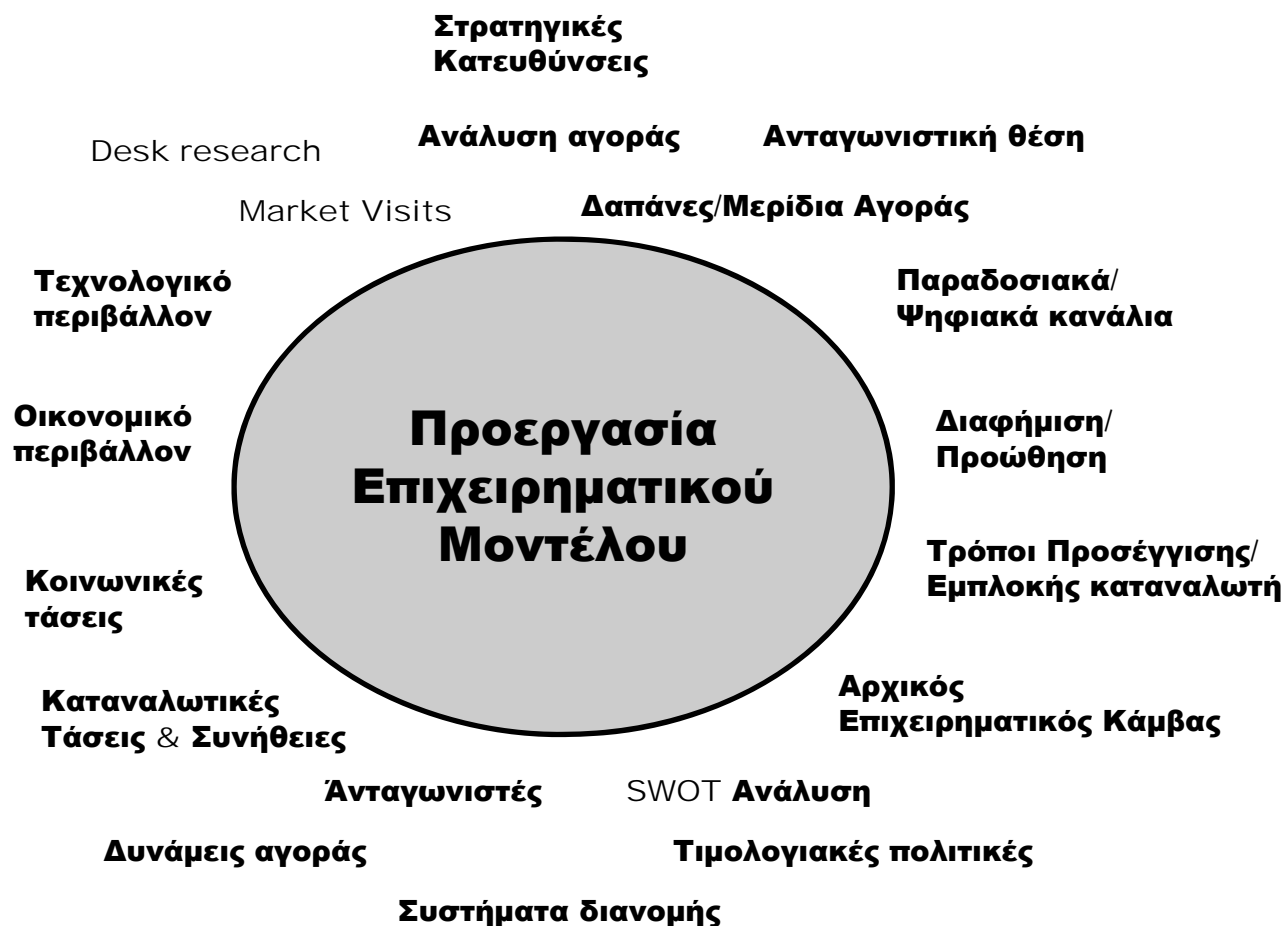 Στρατηγικές
Κατευθύνσεις
Desk research
Ανάλυση αγοράς
Ανταγωνιστική θέση
Market Visits
Δαπάνες/Μερίδια Αγοράς
Τεχνολογικό
περιβάλλον
Παραδοσιακά/
Ψηφιακά κανάλια
Οικονομικό
περιβάλλον
Προεργασία
Επιχειρηματικού
Μοντέλου
Διαφήμιση/
Προώθηση
Κοινωνικές
τάσεις
Τρόποι Προσέγγισης/
Εμπλοκής καταναλωτή
Καταναλωτικές
Τάσεις & Συνήθειες
Αρχικός
Επιχειρηματικός Κάμβας
Άνταγωνιστές
SWOT Ανάλυση
Δυνάμεις αγοράς
Τιμολογιακές πολιτικές
Συστήματα διανομής